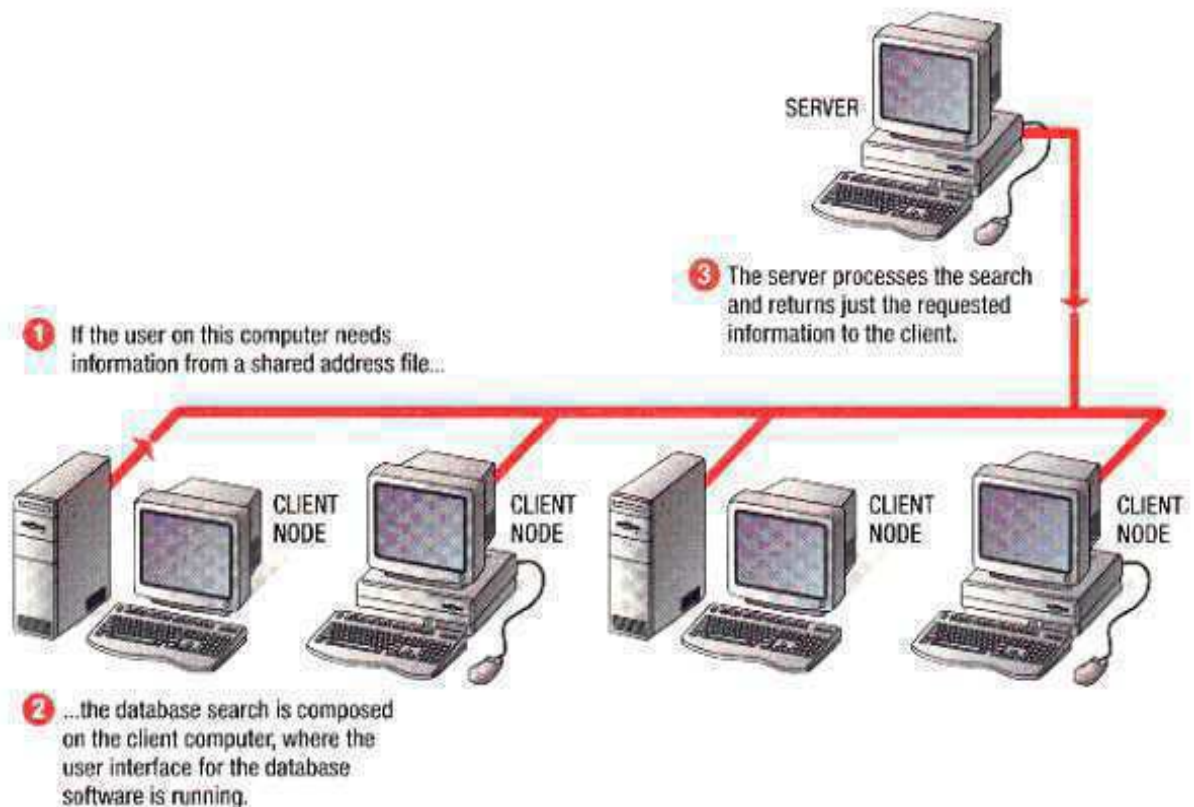 SERVER
3 The server processes the search
and returns just the requested
information to the client.
1 If the user on this computer needs
information from a shared address file...
CLIENT
NODE
CLIENT
NODE
CLIENT
NODE
CLIENT
NODE
2 ...the database search is composed
on the client computer, where the
user interface for the database
software is running.